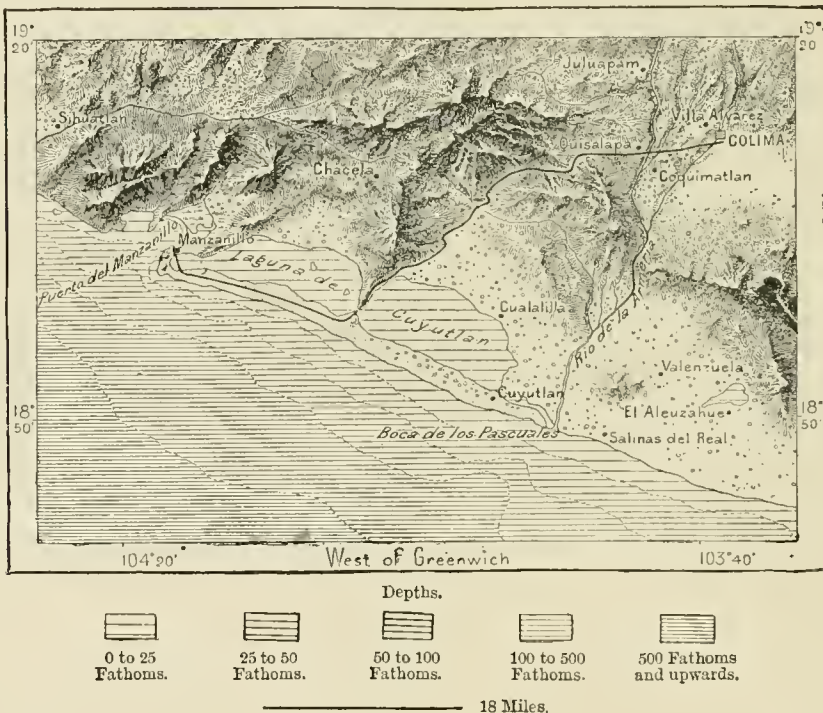 19°
20'
19°
20'
Juluapam
Sihuatlan
Villa Alvarez
COLIMA
Quisalapa
Chacela
Coquimatlan
Manzanillo
Puerta del Manzanillo
Laguna de
Cuyutlan
Cualalilla
Rio de la
Valenzuela
Cuyutlan
El Aleuzahue
18°
50'
18°
50'
Boca de los Pascuales
Salinas del Real
104°20'
West of Greenwich
103°40'
Depths.
0 to 25
Fathoms.
25 to 50
Fathoms.
50 to 100
Fathoms.
100 to 500
Fathoms.
500 Fathoms
and upwards.
18 Miles.